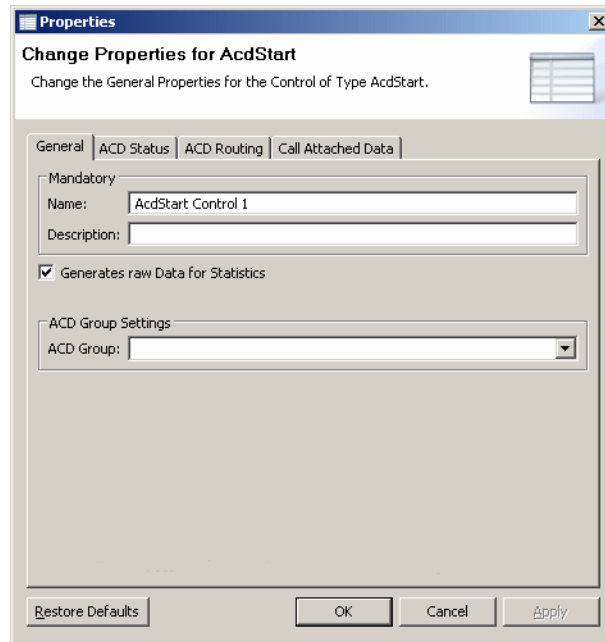 Properties
Change Properties for AcdStart
Change the General Properties for the Control of Type AcdStart.
General ACD Status ACD Routing Call Attached Data
Mandatory
Name: AcdStart Control 1
Description:
Generates raw Data for Statistics
ACD Group Settings
ACD Group:
Restore Defaults OK Cancel Apply